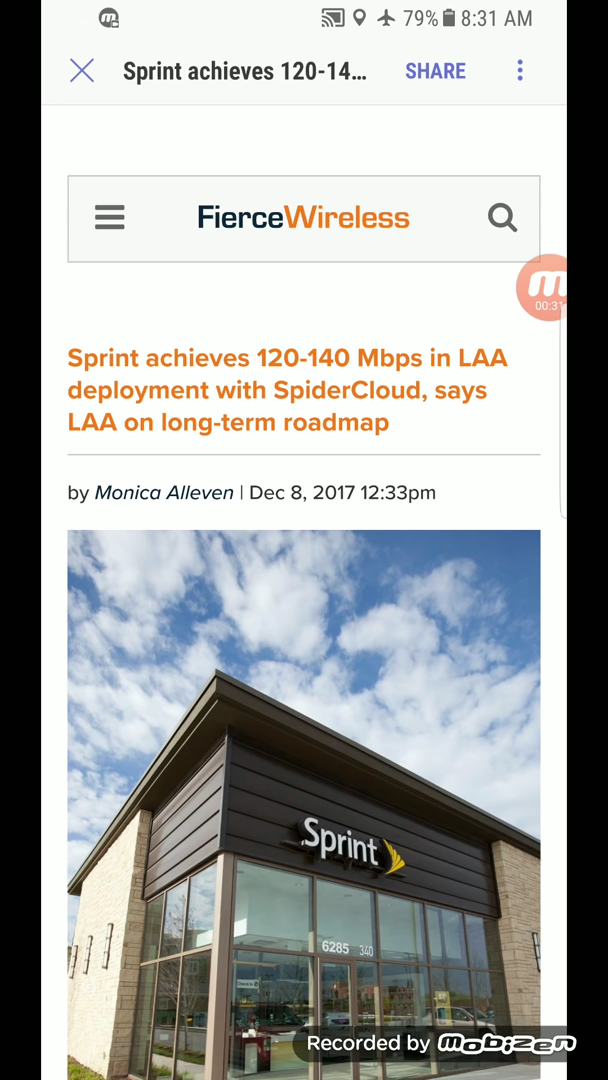 79% 8:31 AM
Sprint achieves 120-14... SHARE
FierceWireless
00:31
Sprint achieves 120-140 Mbps in LAA
deployment with SpiderCloud, says
LAA on long-term roadmap
by Monica Alleven | Dec 8, 2017 12:33pm
Sprint
6285 340
Recorded by mobizen